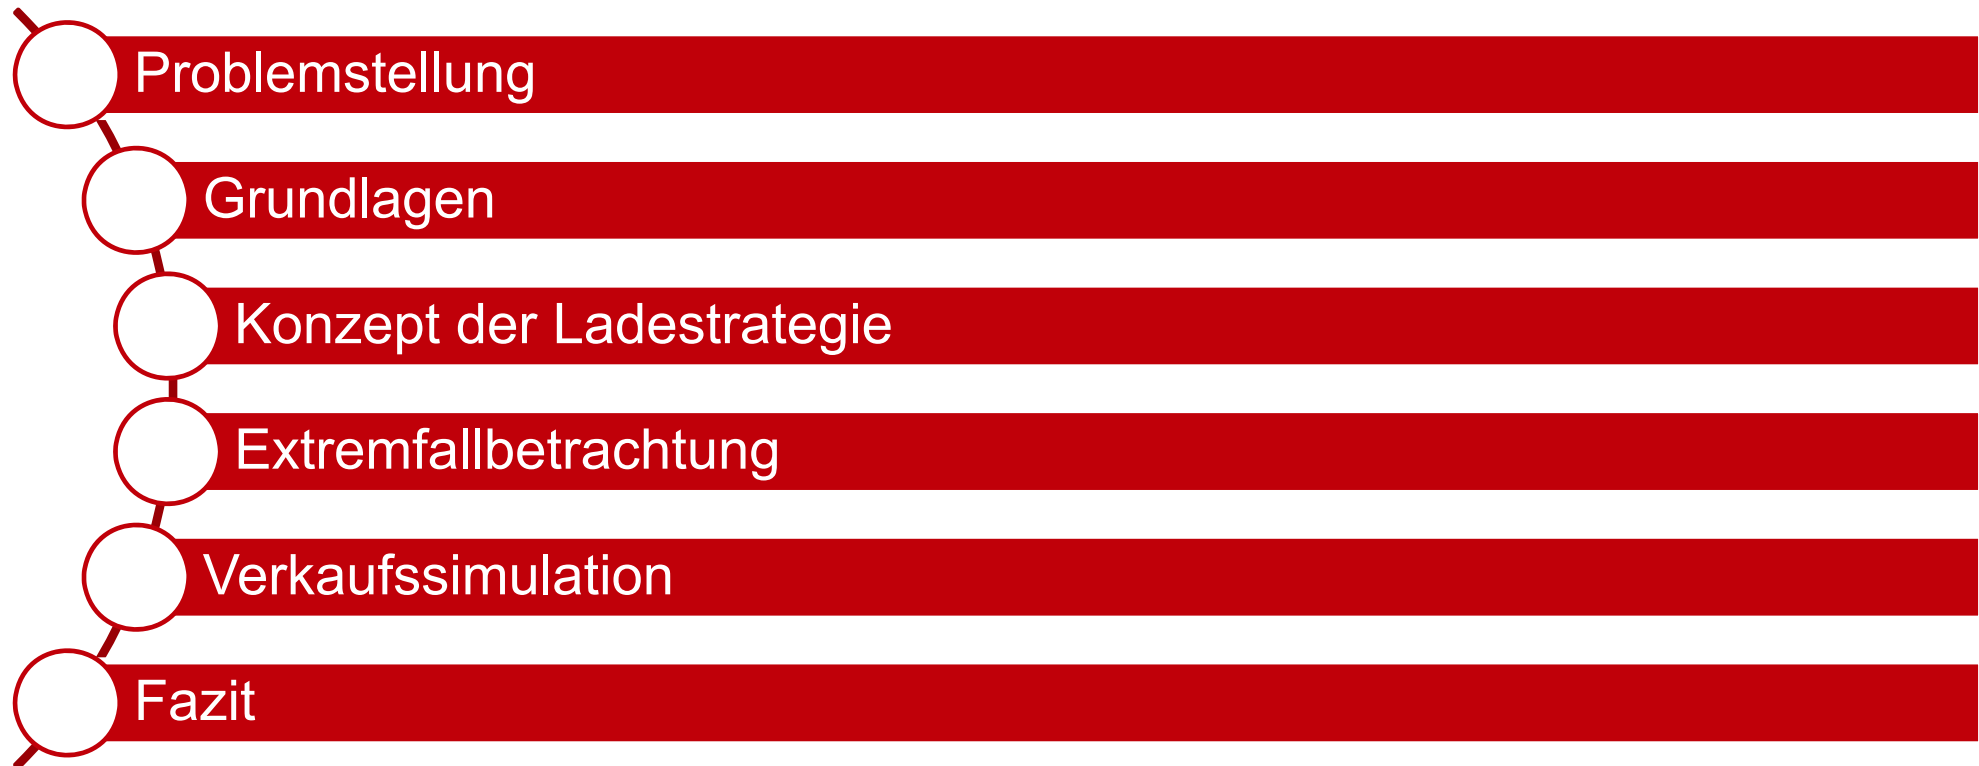 Problemstellung
Grundlagen
Konzept der Ladestrategie
Extremfallbetrachtung
Verkaufssimulation
Fazit